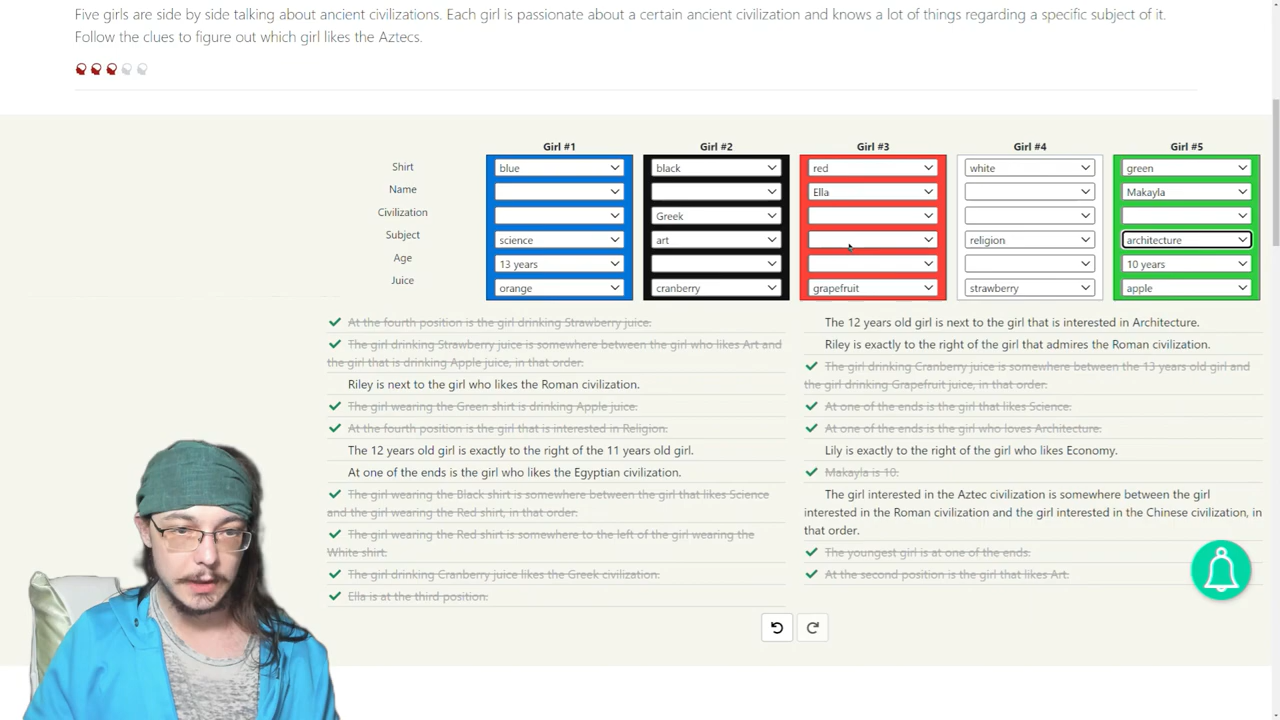 Five girls are side by side talking about ancient civilizations. Each girl is passionate about a certain ancient civilization and knows a lot of things regarding a specific subject of it.
Follow the clues to figure out which girl likes the Aztecs.
Girl #1 Girl #2 Girl #3 Girl #4 Girl #5
Shirt blue black red white green
Name Ella Makayla
Civilization Greek
Subject science art religion architecture
Age 13 years 10 years
Juice orange cranberry grapefruit strawberry apple
At the fourth position is the girl drinking Strawberry juice.
The girl drinking Strawberry juice is somewhere between the girl who likes Art and
the girl that is drinking Apple juice, in that order.
Riley is next to the girl who likes the Roman civilization.
The girl wearing the Green shirt is drinking Apple juice.
At the fourth position is the girl that is interested in Religion.
The 12 years old girl is exactly to the right of the 11 years old girl.
At one of the ends is the girl who likes the Egyptian civilization.
The girl wearing the Black shirt is somewhere between the girl that likes Science
and the girl wearing the Red shirt, in that order.
The girl wearing the Red shirt is somewhere to the left of the girl wearing the
White shirt.
The girl drinking Cranberry juice likes the Greek civilization.
Ella is at the third position.
The 12 years old girl is next to the girl that is interested in Architecture.
Riley is exactly to the right of the girl that admires the Roman civilization.
The girl drinking Cranberry juice is somewhere between the 13 years old girl and
the girl drinking Grapefruit juice, in that order.
At one of the ends is the girl that likes Science.
At one of the ends is the girl who loves Architecture.
Lily is exactly to the right of the girl who likes Economy.
Makayla is 10.
The girl interested in the Aztec civilization is somewhere between the girl
interested in the Roman civilization and the girl interested in the Chinese civilization, in
that order.
The youngest girl is at one of the ends.
At the second position is the girl that likes Art.